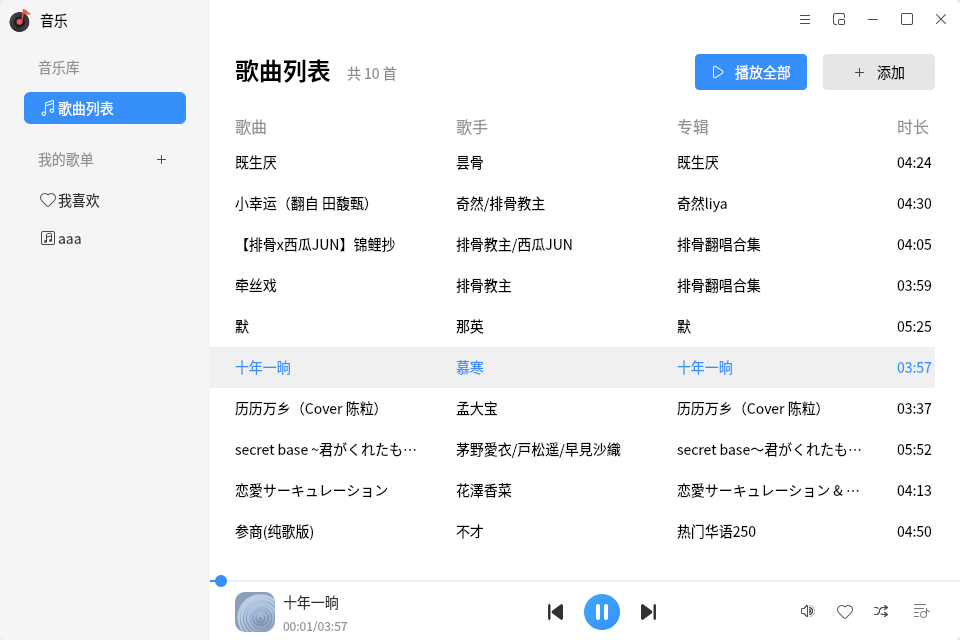 音乐
音乐库
歌曲列表
我的歌单
我喜欢
aaa
歌曲列表 共 10 首 播放全部 添加
歌曲 歌手 专辑 时长
既生厌 昙骨 既生厌 04:24
小幸运（翻自 田馥甄） 奇然/排骨教主 奇然liya 04:30
【排骨x西瓜JUN】锦鲤抄 排骨教主/西瓜JUN 排骨翻唱合集 04:05
牵丝戏 排骨教主 排骨翻唱合集 03:59
默 那英 默 05:25
十年一晌 慕寒 十年一晌 03:57
历历万乡（Cover 陈粒） 孟大宝 历历万乡（Cover 陈粒） 03:37
secret base ~君がくれたも… 茅野愛衣/戸松遥/早見沙織 secret base〜君がくれたも… 05:52
恋愛サーキュレーション 花澤香菜 恋愛サーキュレーション & … 04:13
参商(纯歌版) 不才 热门华语250 04:50
十年一晌
00:01/03:57